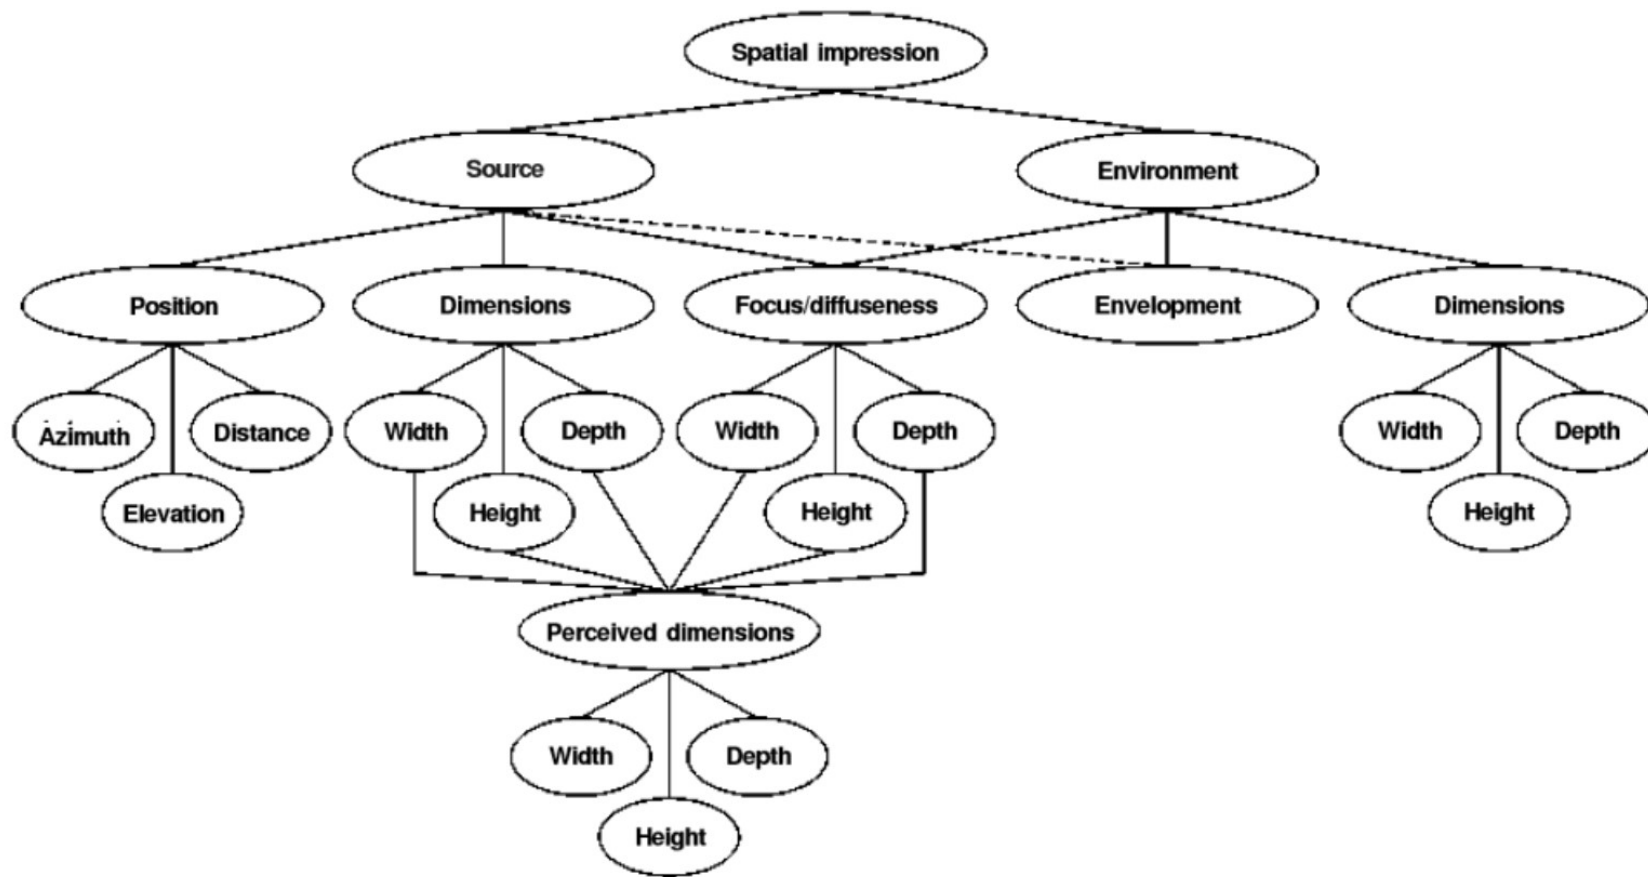 Spatial impression
Source
Environment
Position
Dimensions
Focus/diffuseness
Envelopment
Dimensions
Azimuth
Distance
Width
Depth
Width
Depth
Width
Depth
Elevation
Height
Height
Height
Perceived dimensions
Width
Depth
Height